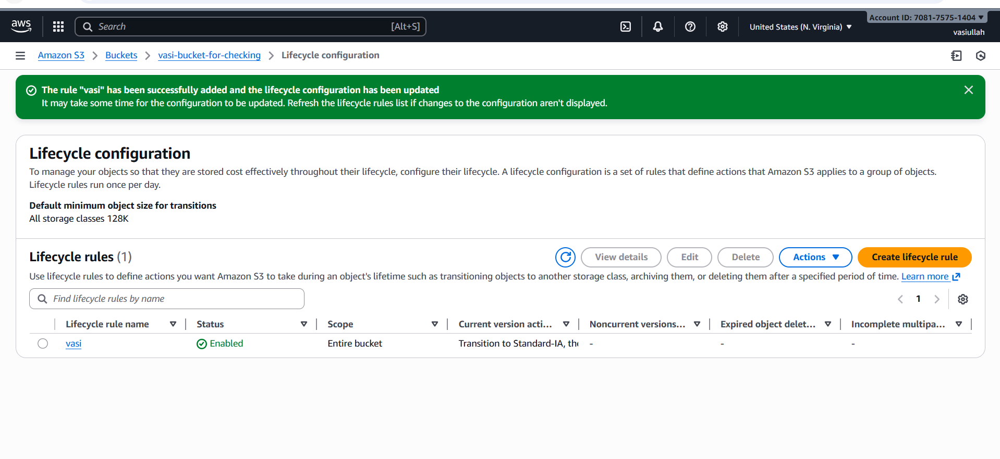 aws
Search [Alt+S]
United States (N. Virginia)
Account ID: 7081-7575-1404
vasiullah
Amazon S3 Buckets vasi-bucket-for-checking Lifecycle configuration
The rule "vasi" has been successfully added and the lifecycle configuration has been updated
It may take some time for the configuration to be updated. Refresh the lifecycle rules list if changes to the configuration aren't displayed.
Lifecycle configuration
To manage your objects so that they are stored cost effectively throughout their lifecycle, configure their lifecycle. A lifecycle configuration is a set of rules that define actions that Amazon S3 applies to a group of objects.
Lifecycle rules run once per day.
Default minimum object size for transitions
All storage classes 128K
Lifecycle rules (1)
View details Edit Delete Actions Create lifecycle rule
Use lifecycle rules to define actions you want Amazon S3 to take during an object's lifetime such as transitioning objects to another storage class, archiving them, or deleting them after a specified period of time. Learn more
Find lifecycle rules by name
1
Lifecycle rule name Status Scope Current version acti... Noncurrent versions... Expired object delet... Incomplete multipa...
vasi Enabled Entire bucket Transition to Standard-IA, the - - -